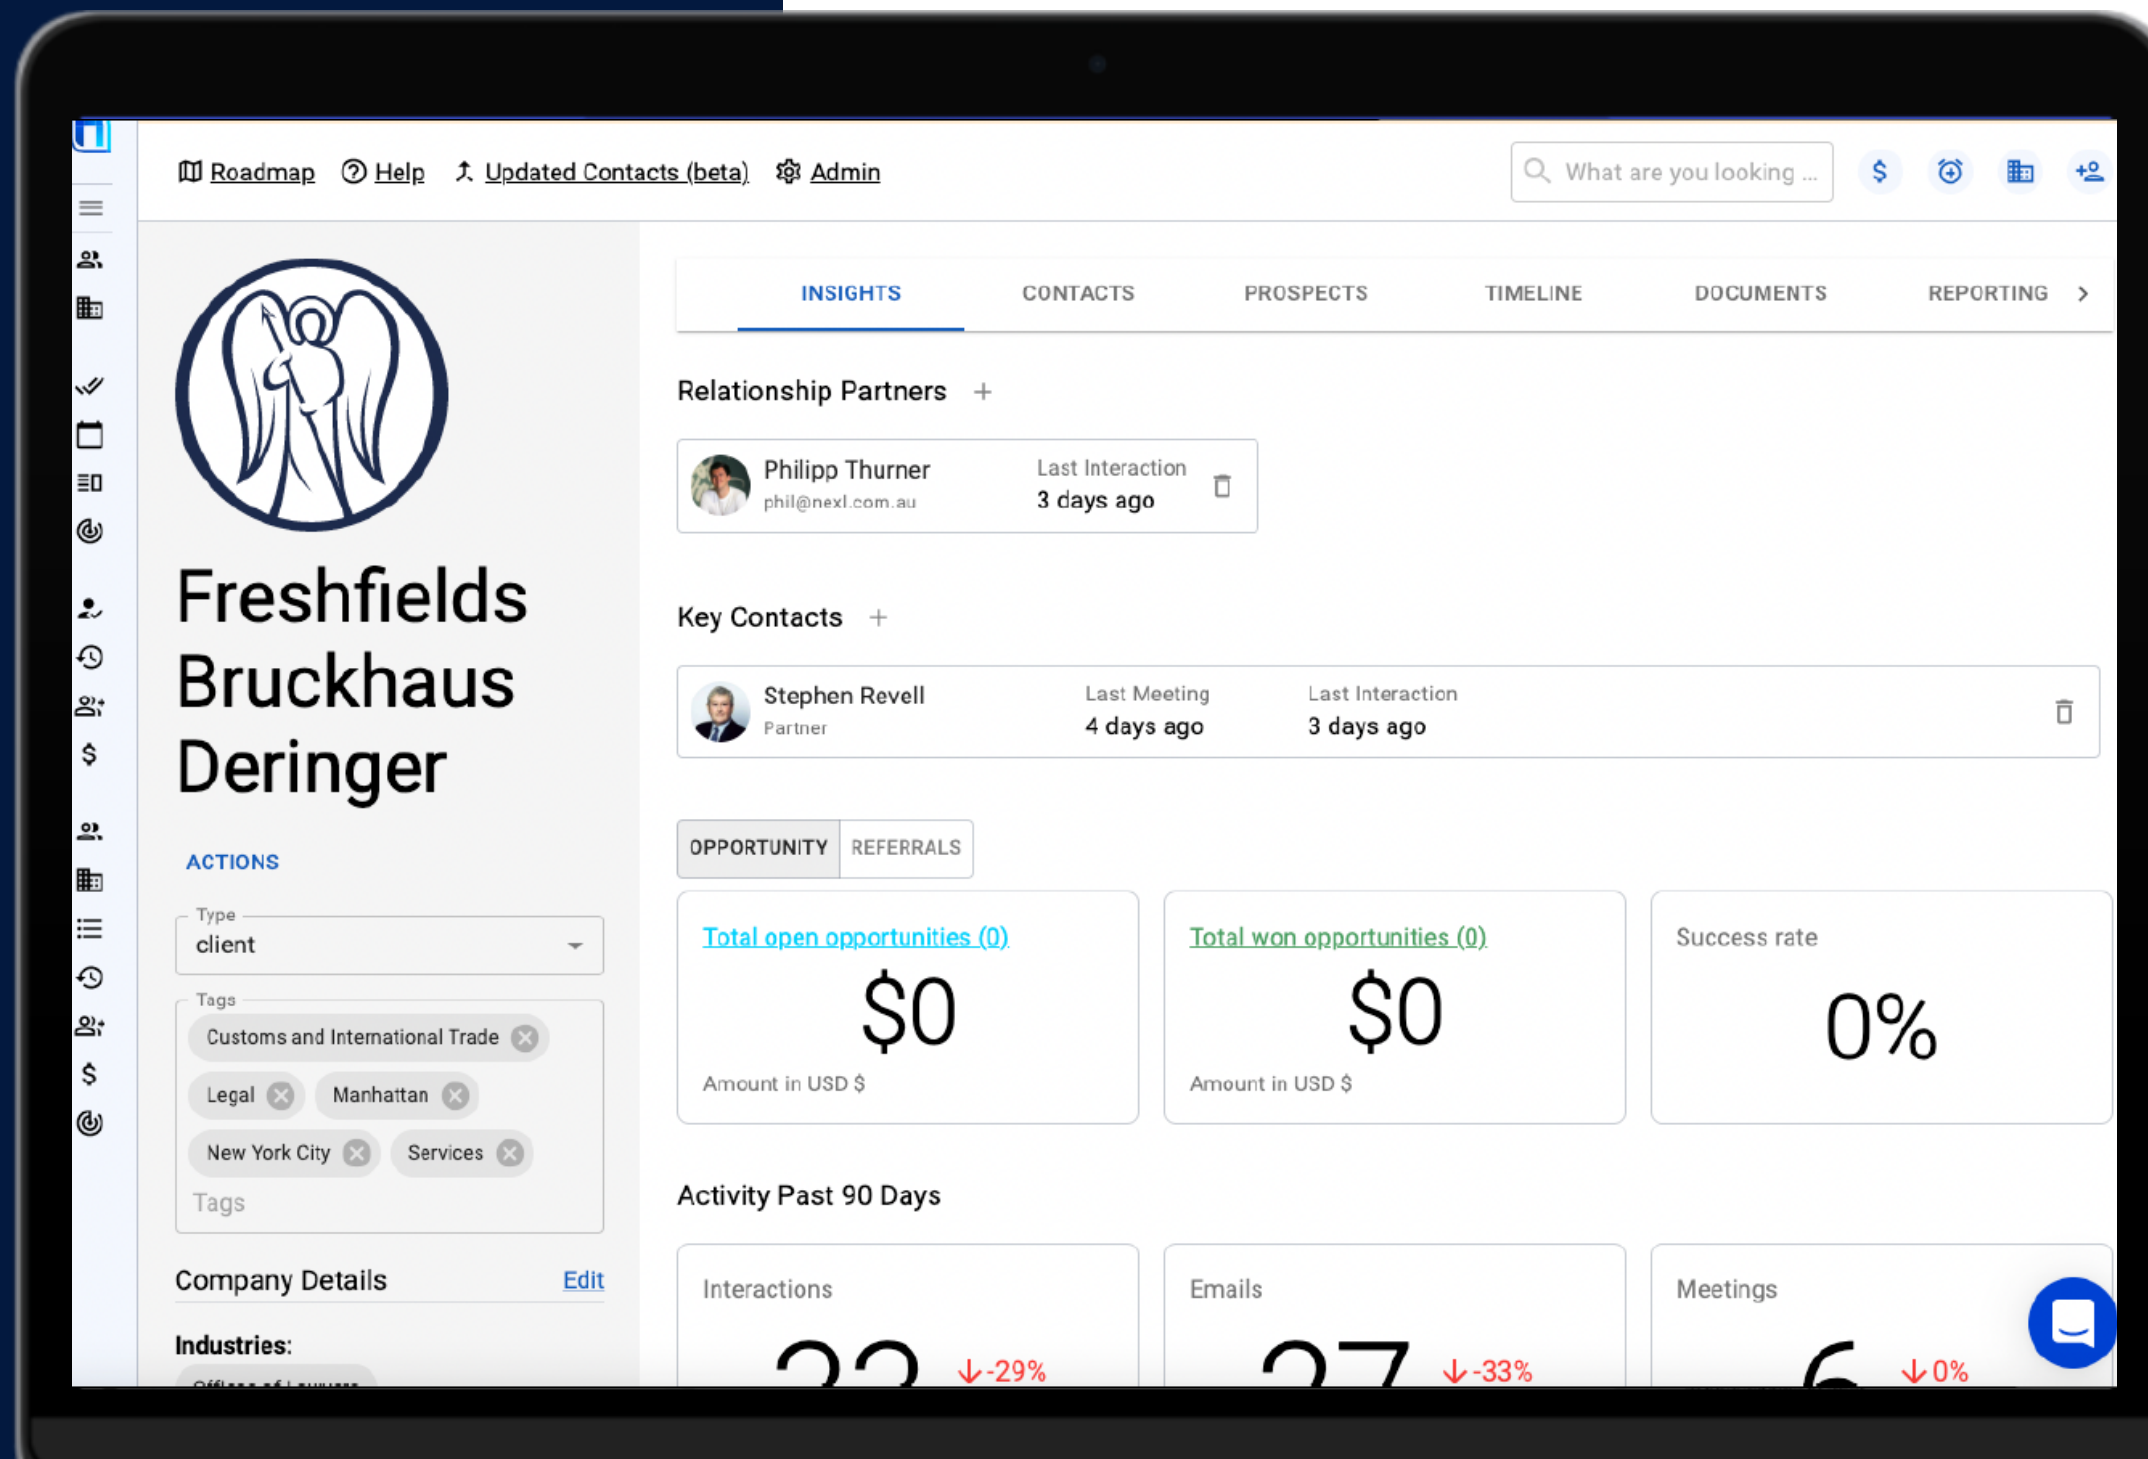 Roadmap Help Updated Contacts (beta) Admin What are you looking ...
INSIGHTS CONTACTS PROSPECTS TIMELINE DOCUMENTS REPORTING
Freshfields
Bruckhaus
Deringer
ACTIONS
Type
client
Tags
Customs and International Trade
Legal Manhattan
New York City Services
Tags
Company Details Edit
Industries:
Relationship Partners
Philipp Thurner
phil@nexl.com.au
Last Interaction
3 days ago
Key Contacts
Stephen Revell
Partner
Last Meeting
4 days ago
Last Interaction
3 days ago
OPPORTUNITY REFERRALS
Total open opportunities (0)
$0
Amount in USD $
Total won opportunities (0)
$0
Amount in USD $
Success rate
0%
Activity Past 90 Days
Interactions
-29%
Emails
27 -33%
Meetings
6 0%